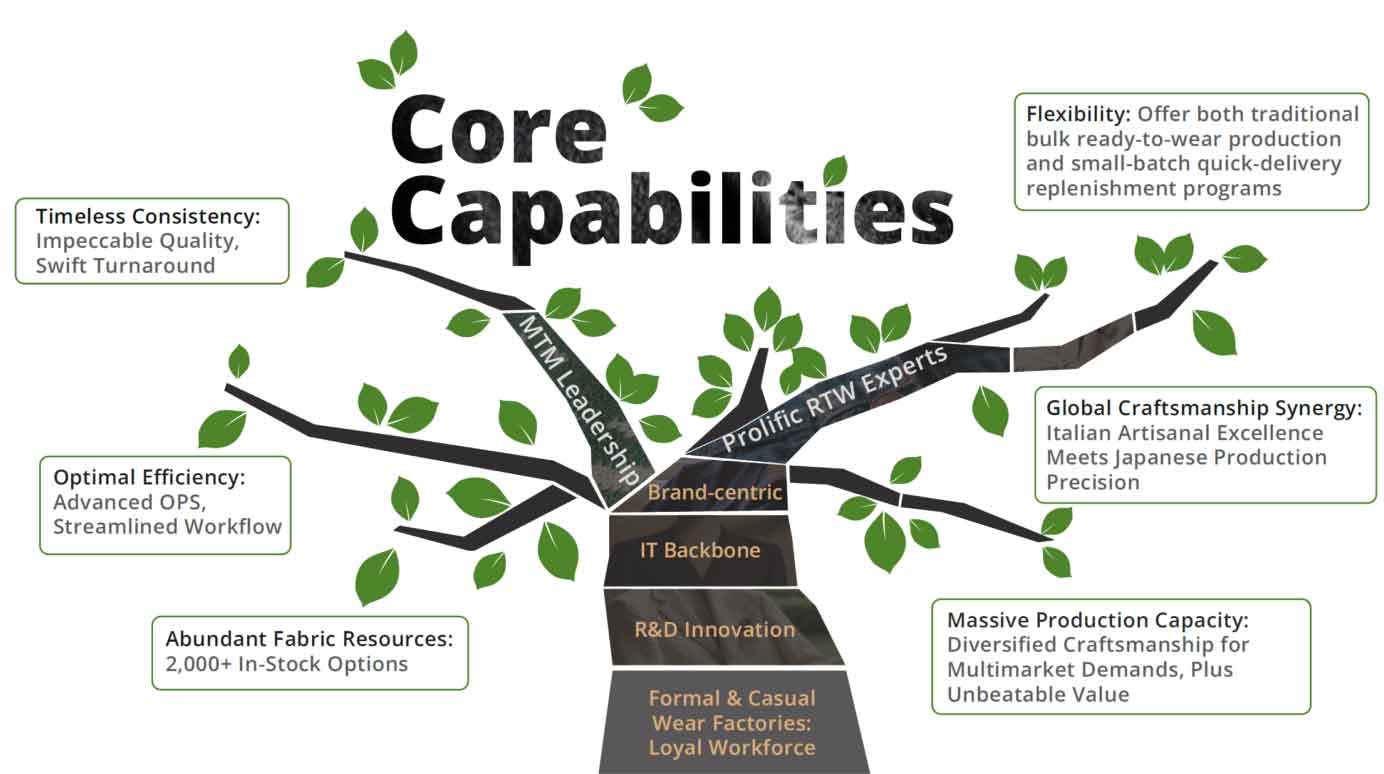 Core
Capabilities
Flexibility: Offer both traditional
bulk ready-to-wear production
and small-batch quick-delivery
replenishment programs
Timeless Consistency:
Impeccable Quality,
Swift Turnaround
MTM Leadership
Prolific RTW Experts
Global Craftsmanship Synergy:
Italian Artisanal Excellence
Meets Japanese Production
Precision
Optimal Efficiency:
Advanced OPS,
Streamlined Workflow
Brand-centric
IT Backbone
R&D Innovation
Abundant Fabric Resources:
2,000+ In-Stock Options
Massive Production Capacity:
Diversified Craftsmanship for
Multimarket Demands, Plus
Unbeatable Value
Formal & Casual
Wear Factories:
Loyal Workforce